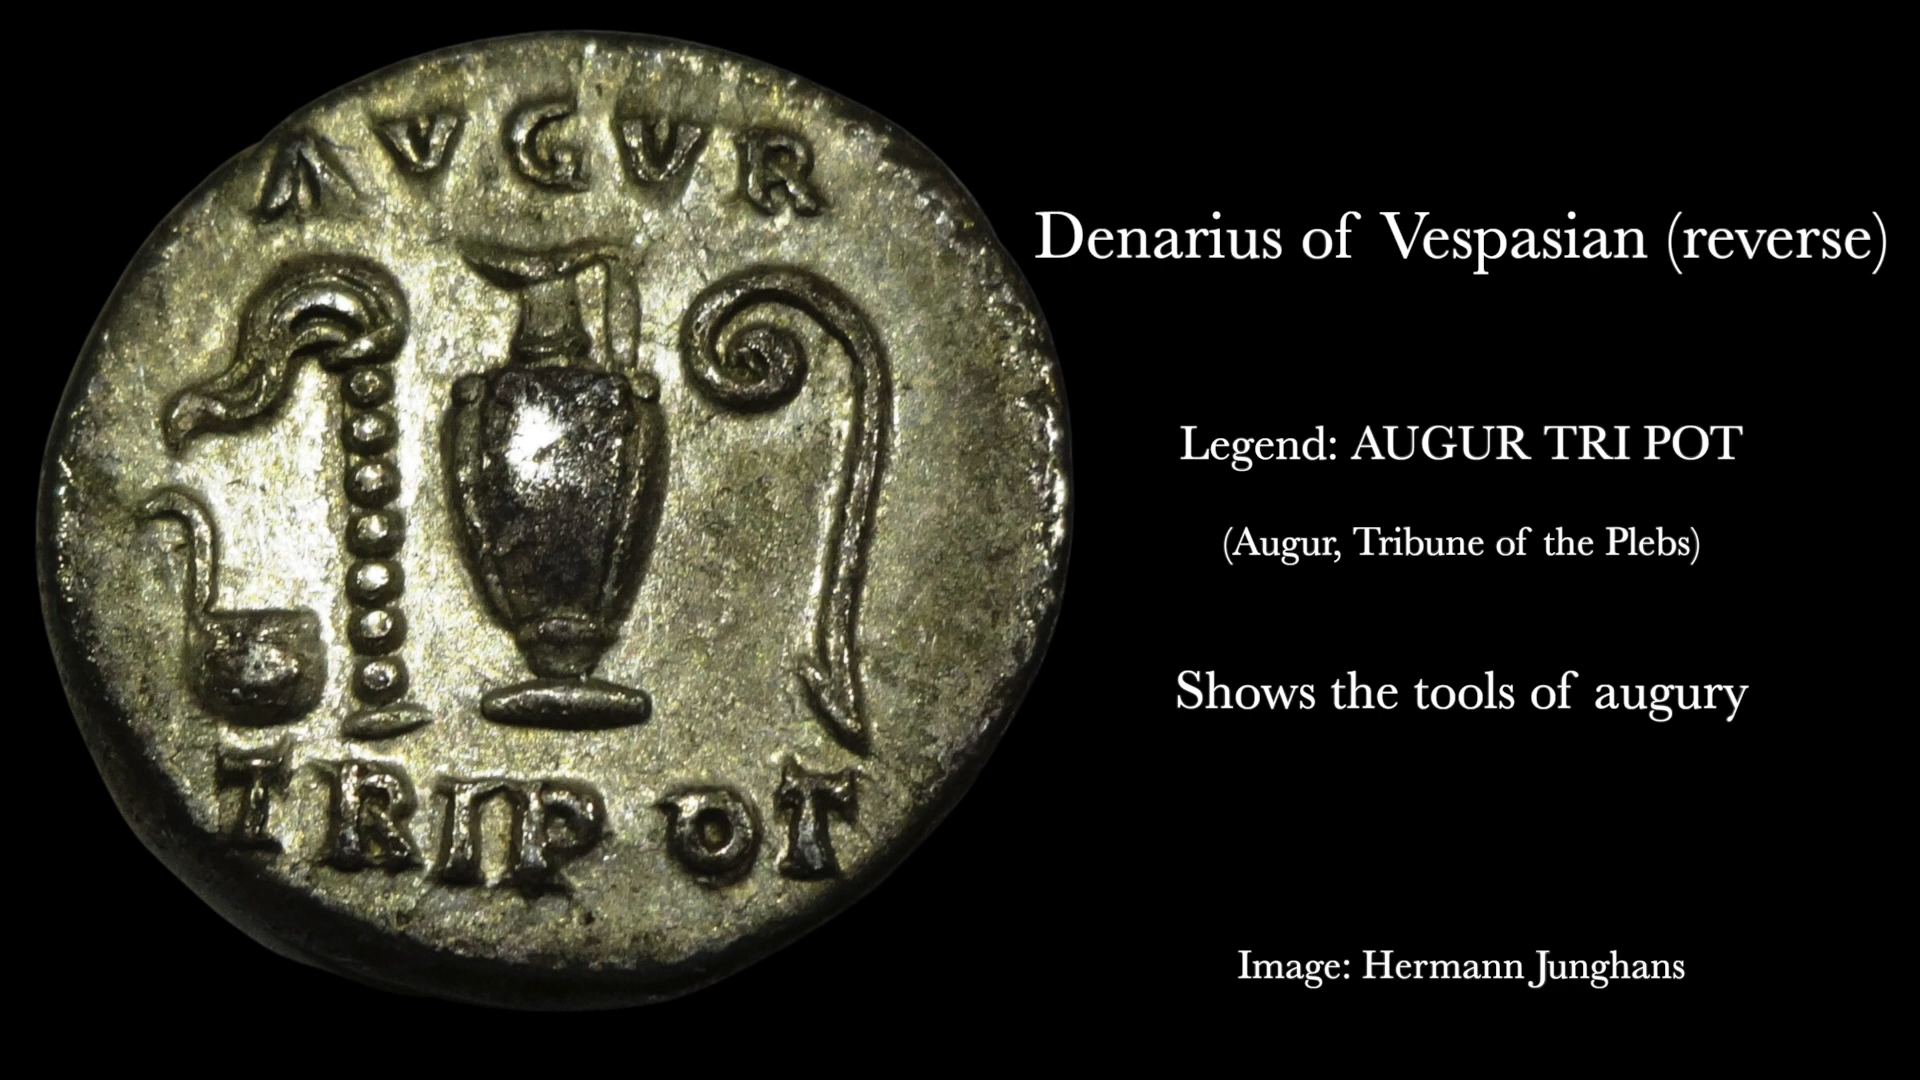 AVGVR
TRI POT
Denarius of Vespasian (reverse)
Legend: AUGUR TRI POT
(Augur, Tribune of the Plebs)
Shows the tools of augury
Image: Hermann Junghans